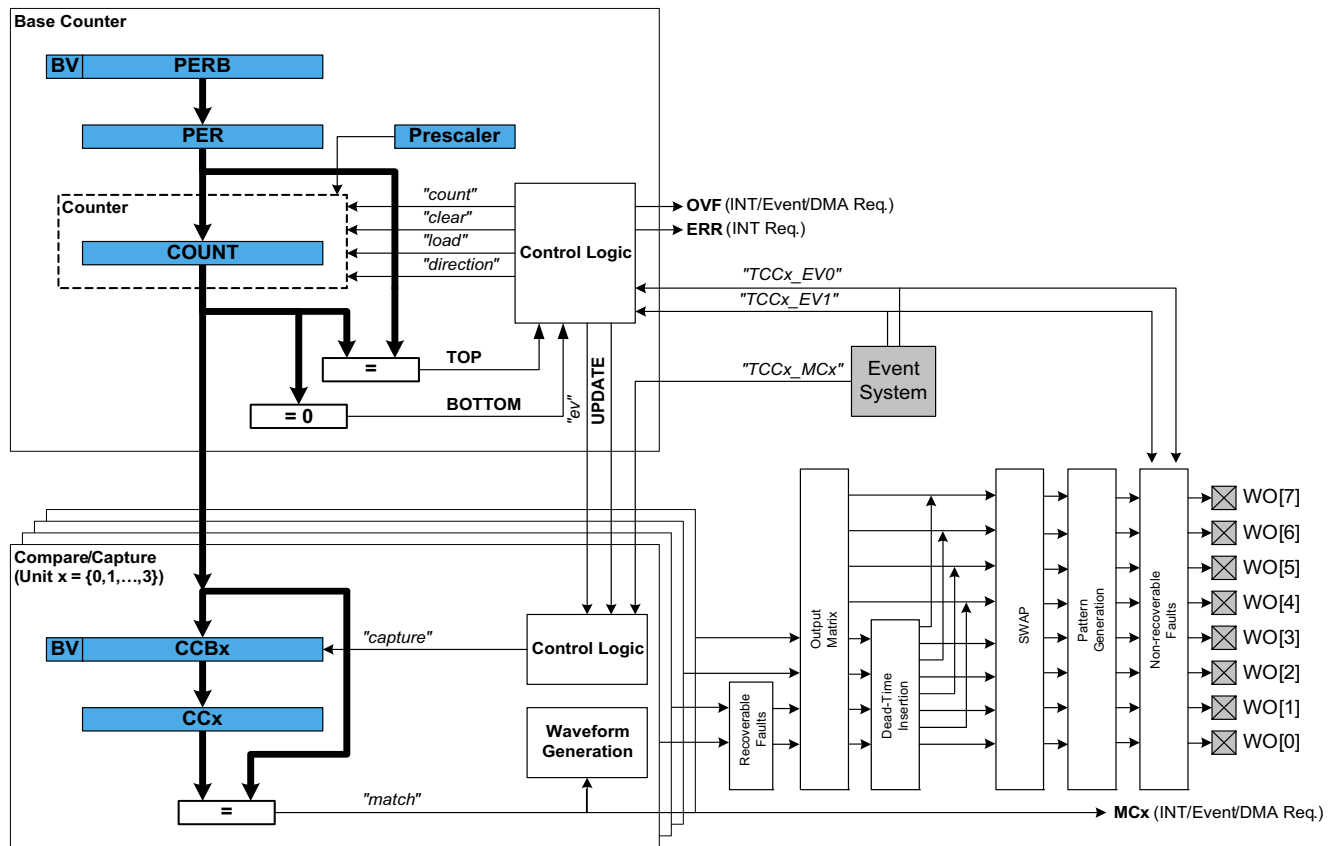 Base Counter
BV
PERB
PER
Prescaler
Counter
COUNT
"count"
"clear"
"load"
"direction"
Control Logic
OVF (INT/Event/DMA Req.)
ERR (INT Req.)
"TCCx_EV0"
"TCCx_EV1"
"TCCx_MCx"
Event
System
=
TOP
= 0
BOTTOM
"ev"
UPDATE
Compare/Capture
(Unit x = {0,1,…,3})
BV
CCBx
"capture"
Control Logic
CCx
Waveform
Generation
=
"match"
Recoverable
Faults
Output
Matrix
Dead-Time
Insertion
SWAP
Pattern
Generation
Non-recoverable
Faults
WO[7]
WO[6]
WO[5]
WO[4]
WO[3]
WO[2]
WO[1]
WO[0]
MCx (INT/Event/DMA Req.)